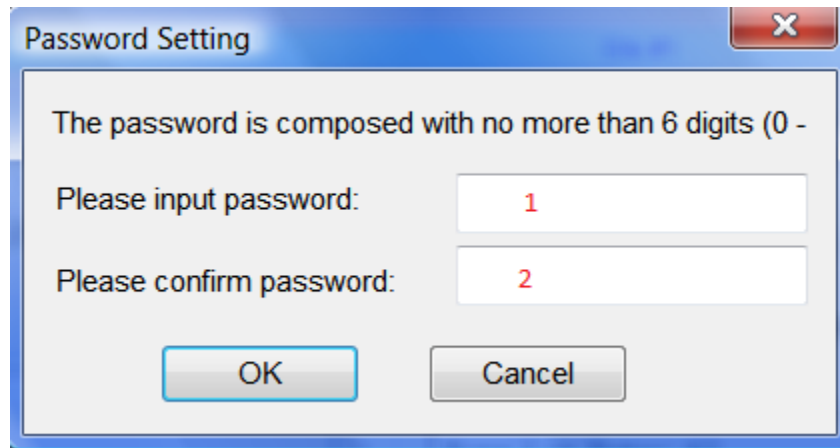 Password Setting
The password is composed with no more than 6 digits (0 -
Please input password:
1
Please confirm password:
2
OK
Cancel